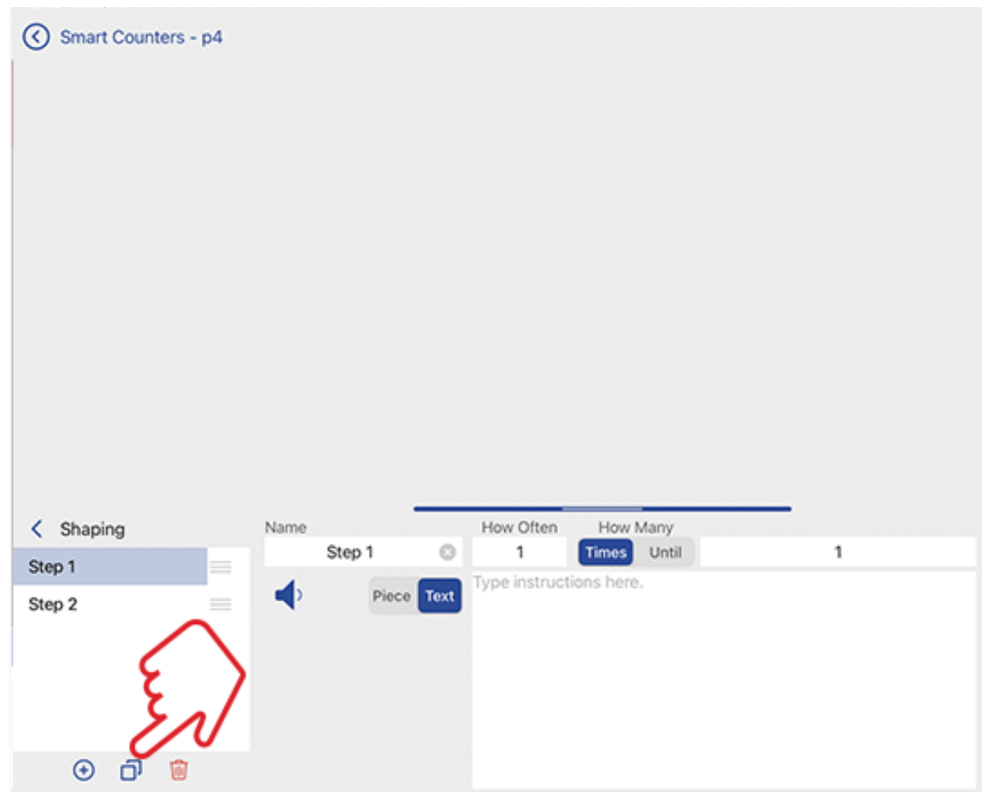 Smart Counters - p4
Shaping
Name
How Often
How Many
Step 1
1
Times
Until
1
Step 1
Step 2
Piece
Text
Type instructions here.